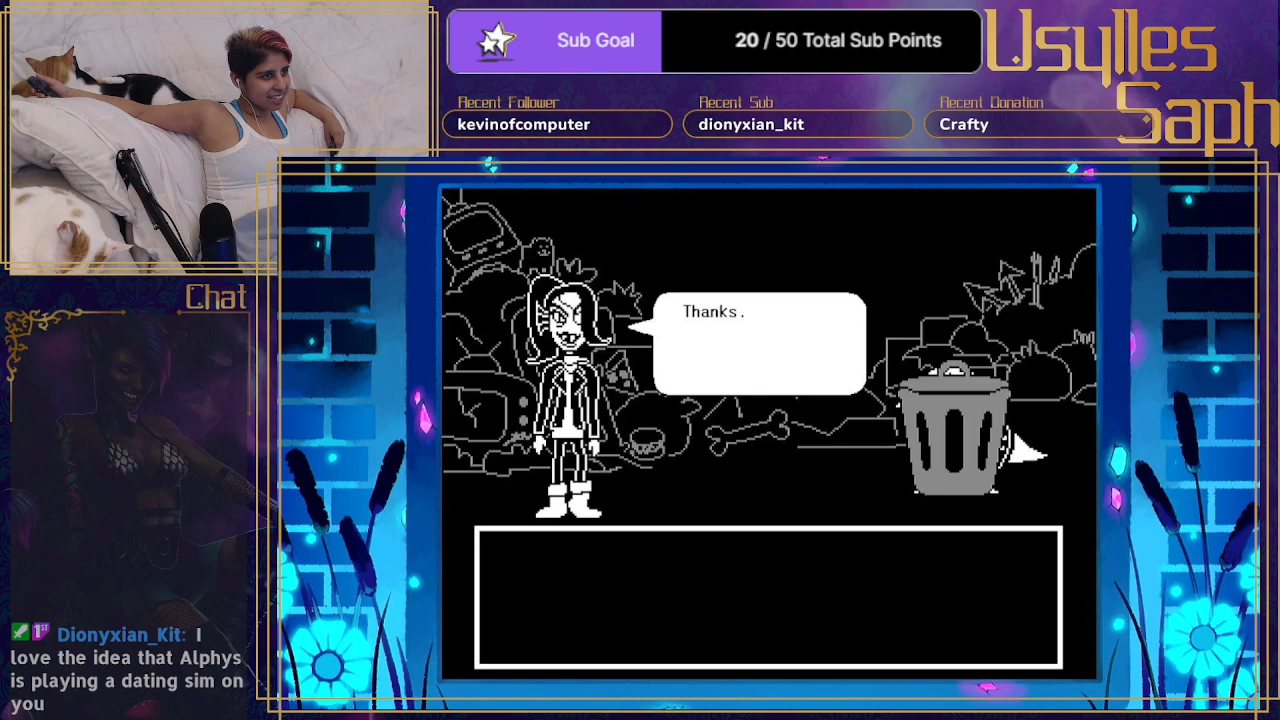 Sub Goal
20 / 50 Total Sub Points
Usylles
Saph
Recent Follower
kevinofcomputer
Recent Sub
dionyxian_kit
Recent Donation
Crafty
Chat
Thanks.
1ST Dionyxian_Kit: I
love the idea that Alphys
is playing a dating sim on
you